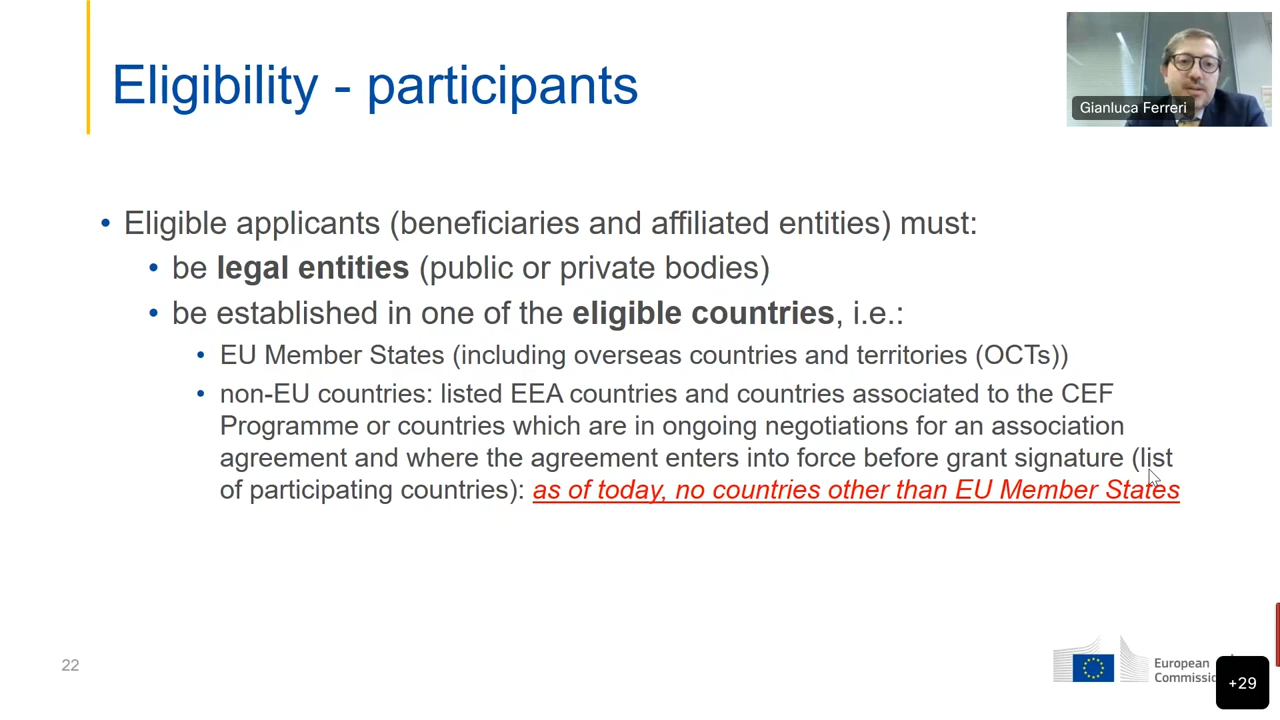 Eligibility - participants
Gianluca Ferreri
• Eligible applicants (beneficiaries and affiliated entities) must:
• be legal entities (public or private bodies)
• be established in one of the eligible countries, i.e.:
• EU Member States (including overseas countries and territories (OCTs))
• non-EU countries: listed EEA countries and countries associated to the CEF
Programme or countries which are in ongoing negotiations for an association
agreement and where the agreement enters into force before grant signature (list
of participating countries): as of today, no countries other than EU Member States
22
European
+29